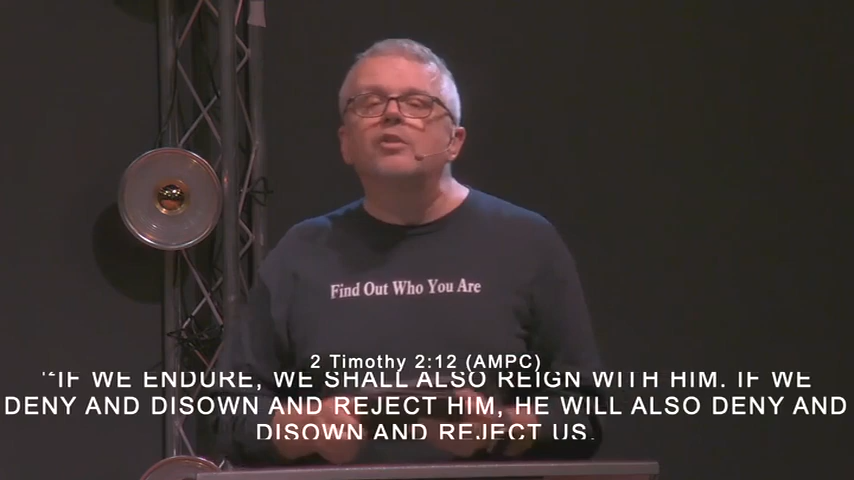 Find Out Who You Are
2 Timothy 2:12 (AMPC)
"¹²IF WE ENDURE, WE SHALL ALSO REIGN WITH HIM. IF WE
DENY AND DISOWN AND REJECT HIM, HE WILL ALSO DENY AND
DISOWN AND REJECT US.